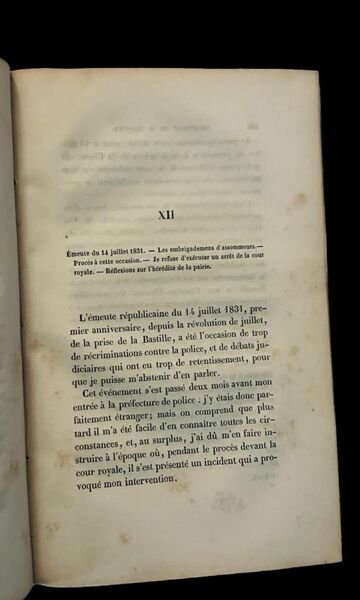 XII
Émeute du 14 juillet 1831. — Les embrigademens d'assommeurs. —
Procès à cette occasion. — Je refuse d'exécuter un arrêt de la cour
royale. — Réflexions sur l'hérédité de la pairie.
L'émeute républicaine du 14 juillet 1831, pre-
mier anniversaire, depuis la révolution de juillet,
de la prise de la Bastille, a été l'occasion de trop
de récriminations contre la police, et de débats ju-
diciaires qui ont eu trop de retentissement, pour
que je puisse m'abstenir d'en parler.
Cet événement s'est passé deux mois avant mon
entrée à la préfecture de police : j'y étais donc par-
faitement étranger; mais on comprend que plus
tard il m'a été facile d'en connaître toutes les cir-
constances, et, au surplus, j'ai dû m'en faire in-
struire à l'époque où, pendant le procès devant la
cour royale, il s'est présenté un incident qui a pro-
voqué mon intervention.